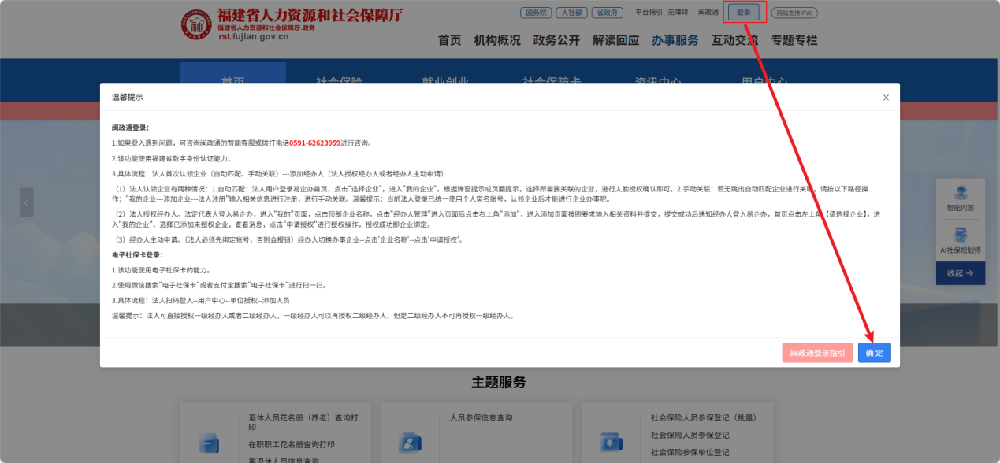 福建省人力资源和社会保障厅
福建省人力资源和社会保障厅.政务
rst.fujian.gov.cn
国务院 人社部 省政府 平台指引 无障碍 闽政通 登录 网站支持IPV6
首页 机构概况 政务公开 解读回应 办事服务 互动交流 专题专栏
首页 社会保险 就业创业 社会保障卡 资讯中心 用户中心
温馨提示
闽政通登录：
1.如果登入遇到问题，可咨询闽政通的智能客服或拨打电话0591-62623959进行咨询。
2.该功能使用福建省数字身份认证能力；
3.具体流程：法人首次认领企业（自动匹配、手动关联）---添加经办人（法人授权经办人或者经办人主动申请）
（1）法人认领企业有两种情况：1.自动匹配：法人用户登录易企办首页，点击"选择企业"，进入"我的企业"，根据弹窗提示或页面提示，选择所需要关联的企业，进行人脸授权确认即可。2.手动关联：若无跳出自动匹配企业进行关联，请按以下路径操
作："我的企业---添加企业---法人注册"输入相关信息进行注册，进行手动关联。温馨提示：当前法人登录已统一使用个人实名账号，认领企业后才能进行企业办事呢。
（2）法人授权经办人。法定代表人登入易企办，进入"我的"页面，点击顶部企业名称，点击"经办人管理"进入页面后点击右上角"添加"，进入添加页面按照要求输入相关资料并提交，提交成功后通知经办人登入易企办，首页点击左上角【请选择企业】，进
入"我的企业"，选择已添加未授权企业，查看消息，点击"申请授权"进行授权操作，授权成功即企业绑定。
（3）经办人主动申请。（法人必须先绑定帐号，否则会报错）经办人切换办事企业--点击'企业名称'--点击'申请授权'。
电子社保卡登录：
1.该功能使用电子社保卡的能力。
2.使用微信搜索"电子社保卡"或者支付宝搜索"电子社保卡"进行扫一扫。
3.具体流程：法人扫码登入--用户中心--单位授权--添加人员
温馨提示：法人可直接授权一级经办人或者二级经办人，一级经办人可以再授权二级经办人，但是二级经办人不可再授权一级经办人。
闽政通登录指引 确 定
智能问答
AI社保规划师
收起
主题服务
退休人员花名册（养老）查询打
印
在职职工花名册查询打印
离退休人员信息查询
人员参保信息查询
社会保险人员参保登记（批量）
社会保险人员参保登记
社会保险参保单位登记